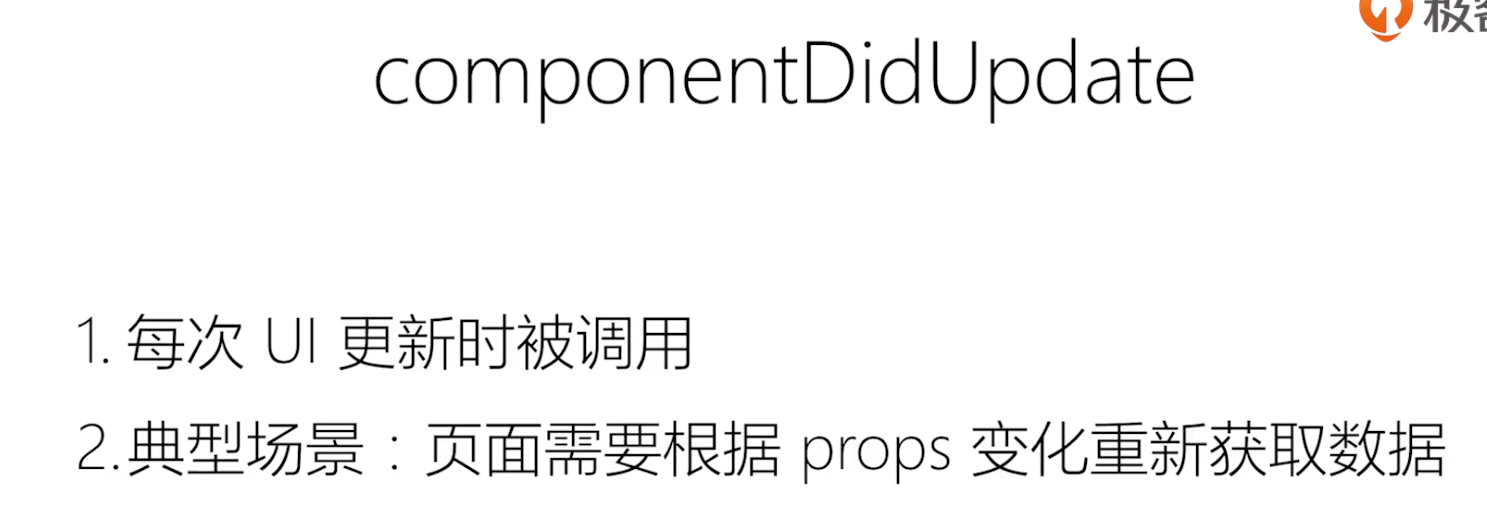 极
componentDidUpdate
1. 每次 UI 更新时被调用
2.典型场景：页面需要根据 props 变化重新获取数据